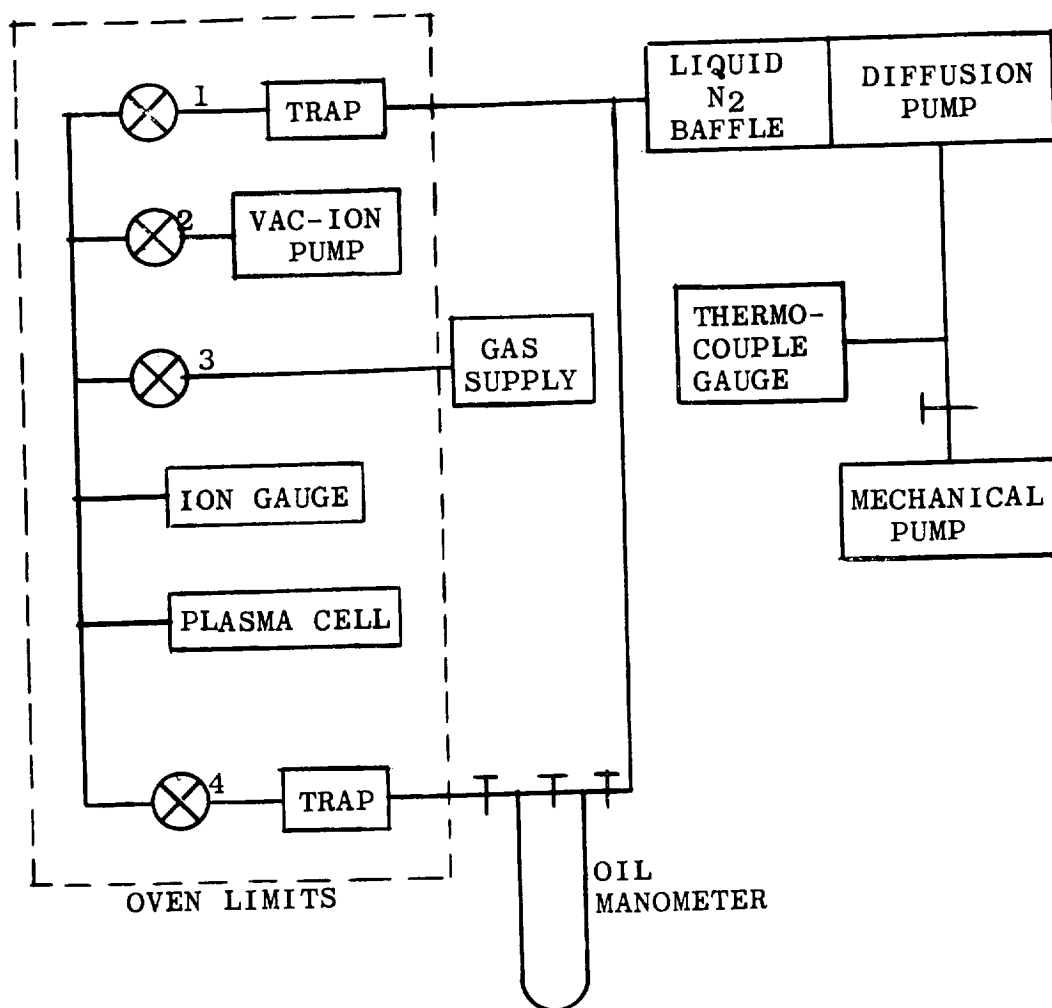 LIQUID
N2
BAFFLE
DIFFUSION
PUMP
1
TRAP
2
VAC-ION
PUMP
3
GAS
SUPPLY
THERMO-
COUPLE
GAUGE
ION GAUGE
MECHANICAL
PUMP
PLASMA CELL
4
TRAP
OIL
MANOMETER
OVEN LIMITS